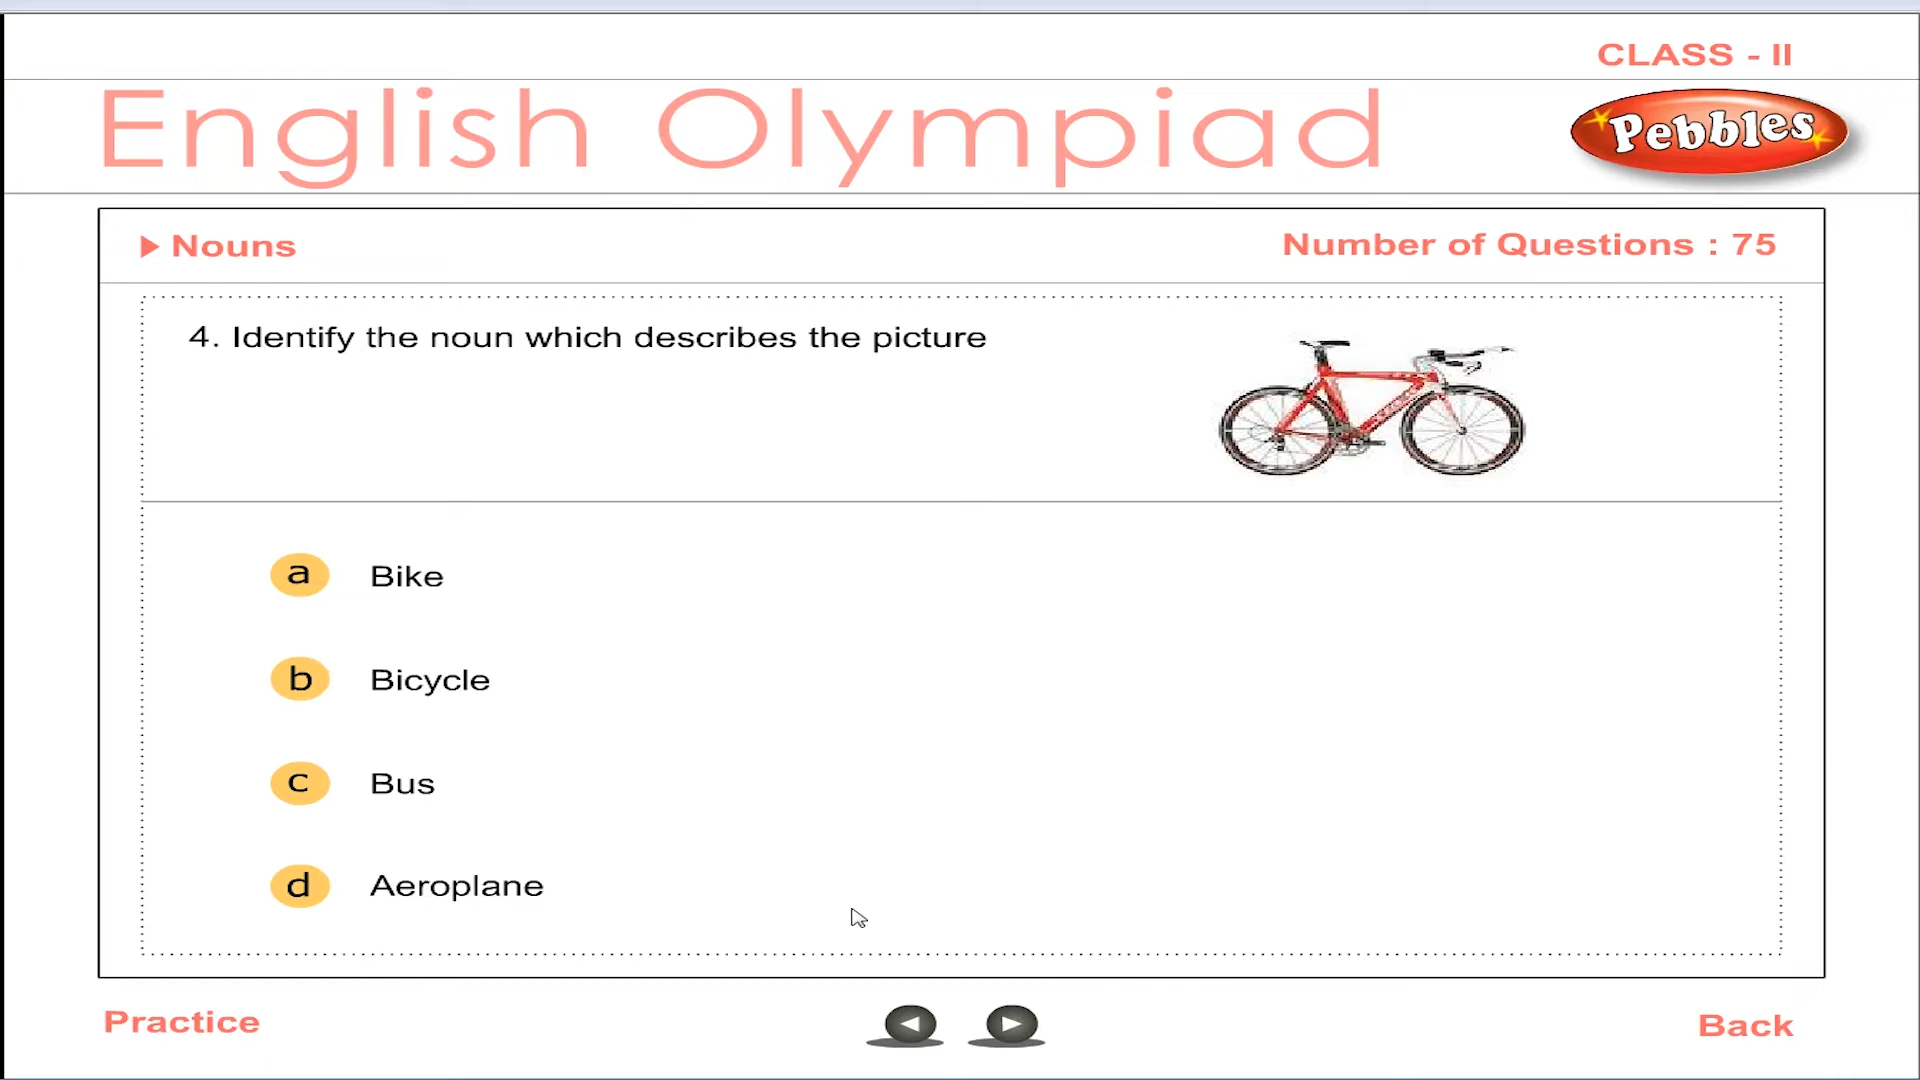 CLASS - II
English Olympiad
Pebbles
Nouns
Number of Questions : 75
4. Identify the noun which describes the picture
a Bike
b Bicycle
c Bus
d Aeroplane
Practice
Back